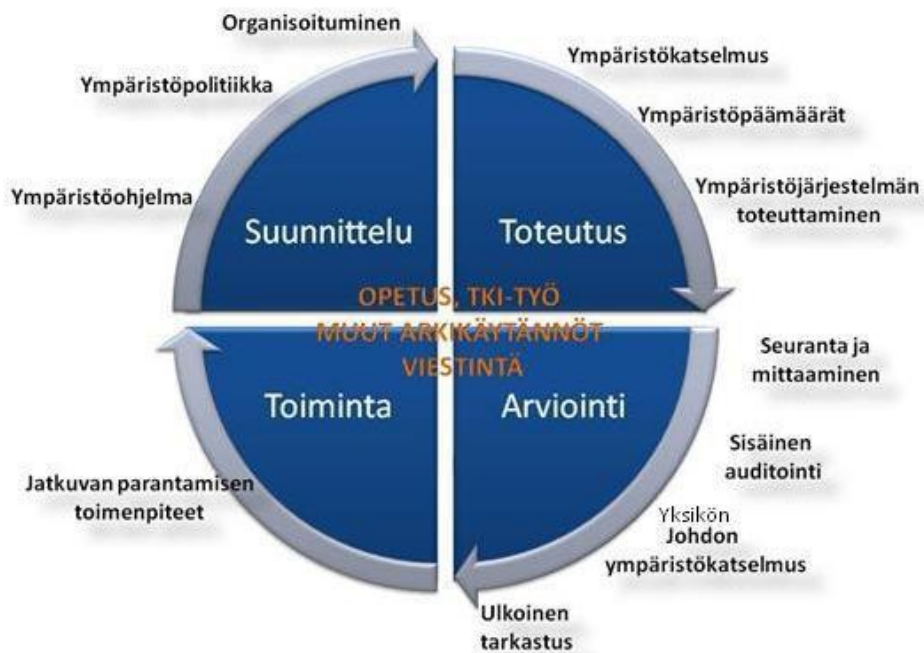 Organisoituminen
Ympäristöpolitiikka
Ympäristöohjelma
Suunnittelu
Ympäristökatselmus
Ympäristöpäämäärät
Ympäristöjärjestelmän
toteuttaminen
Toteutus
OPETUS, TKI-TYÖ
MUUT ARKIKÄYTÄNNÖT
VIESTINTÄ
Toiminta
Arviointi
Seuranta ja
mittaaminen
Sisäinen
auditointi
Yksikön
Johdon
ympäristökatselmus
Ulkoinen
tarkastus
Jatkuvan parantamisen
toimenpiteet